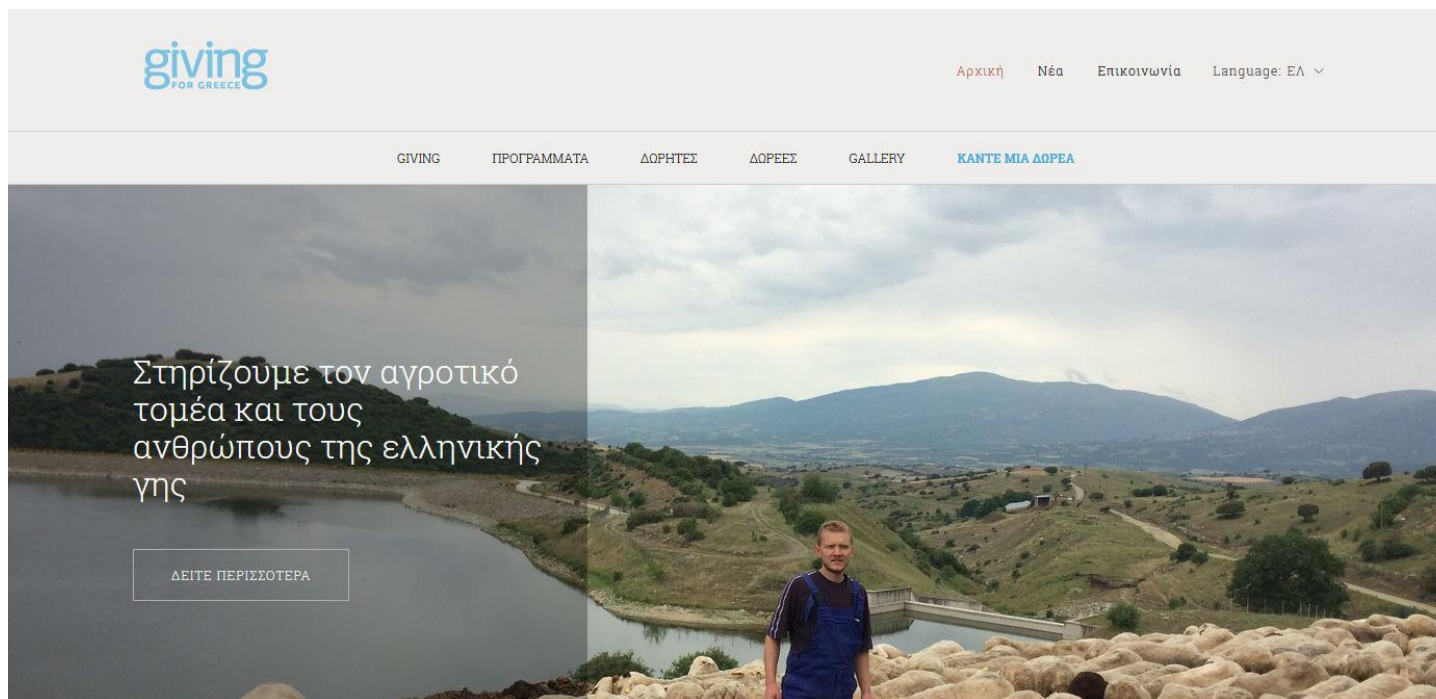 giving
FOR GREECE
Αρχική Νέα Επικοινωνία Language: ΕΛ
GIVING ΠΡΟΓΡΑΜΜΑΤΑ ΔΩΡΗΤΕΣ ΔΩΡΕΕΣ GALLERY ΚΑΝΤΕ ΜΙΑ ΔΩΡΕΑ
Στηρίζουμε τον αγροτικό
τομέα και τους
ανθρώπους της ελληνικής
γης
ΔΕΙΤΕ ΠΕΡΙΣΣΟΤΕΡΑ